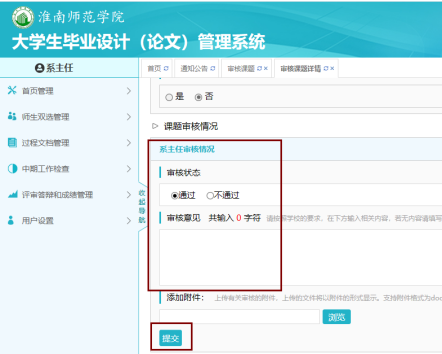 淮南师范学院
大学生毕业设计（论文）管理系统
系主任
首页 通知公告 审核课题 × 审核课题详情 ×
首页管理
师生双选管理
过程文档管理
中期工作检查
评审答辩和成绩管理
用户设置
收起导航
是 否
课题审核情况
系主任审核情况
审核状态
通过 不通过
审核意见 共输入 0 字符 请按照学校的要求，在下方输入相关内容，若无内容请填写
添加附件： 上传有关审核的附件，上传的文件将以附件的形式显示。支持附件格式为doc
浏览
提交